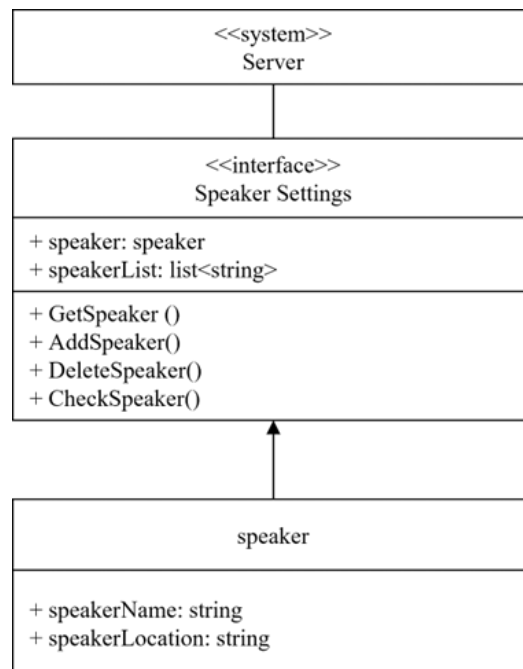 <<system>>
Server
<<interface>>
Speaker Settings
+ speaker: speaker
+ speakerList: list<string>
+ GetSpeaker ()
+ AddSpeaker()
+ DeleteSpeaker()
+ CheckSpeaker()
speaker
+ speakerName: string
+ speakerLocation: string